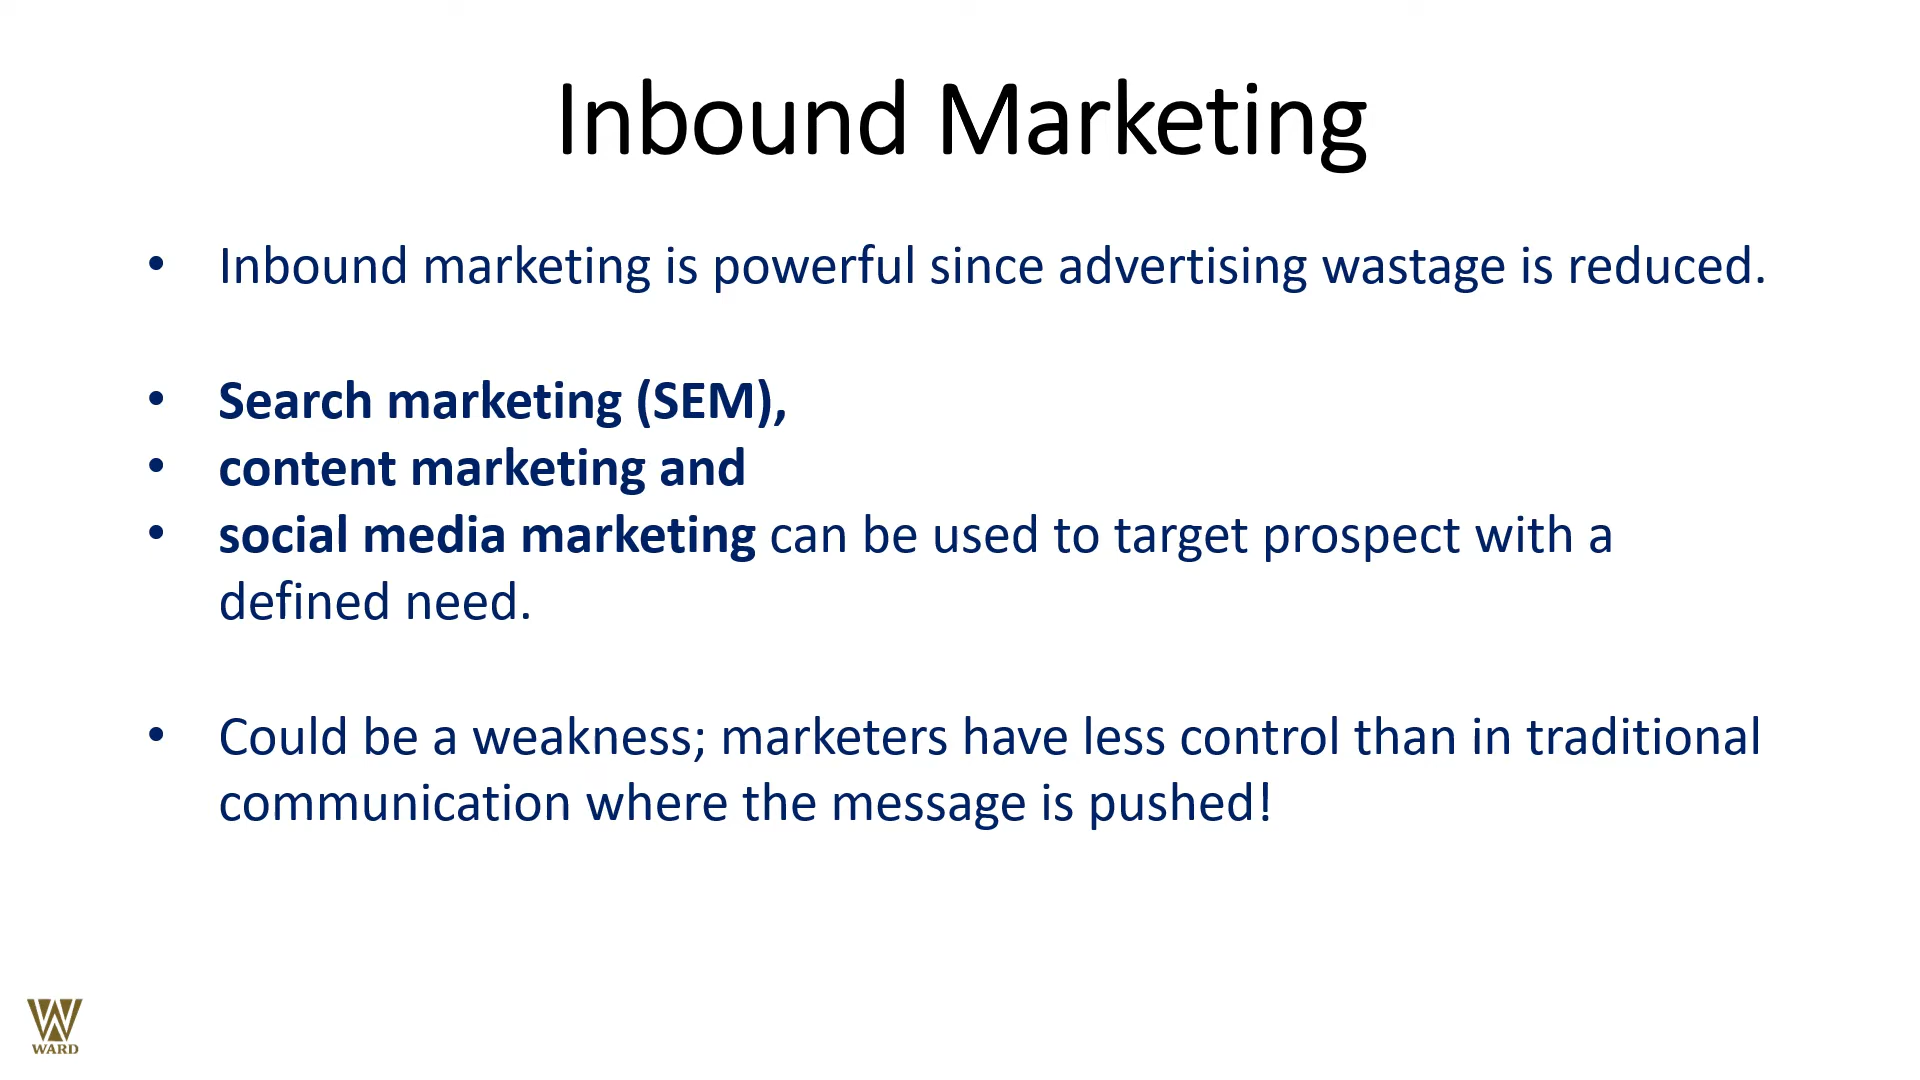 Inbound Marketing
• Inbound marketing is powerful since advertising wastage is reduced.
• Search marketing (SEM),
• content marketing and
• social media marketing can be used to target prospect with a
defined need.
• Could be a weakness; marketers have less control than in traditional
communication where the message is pushed!
WARD